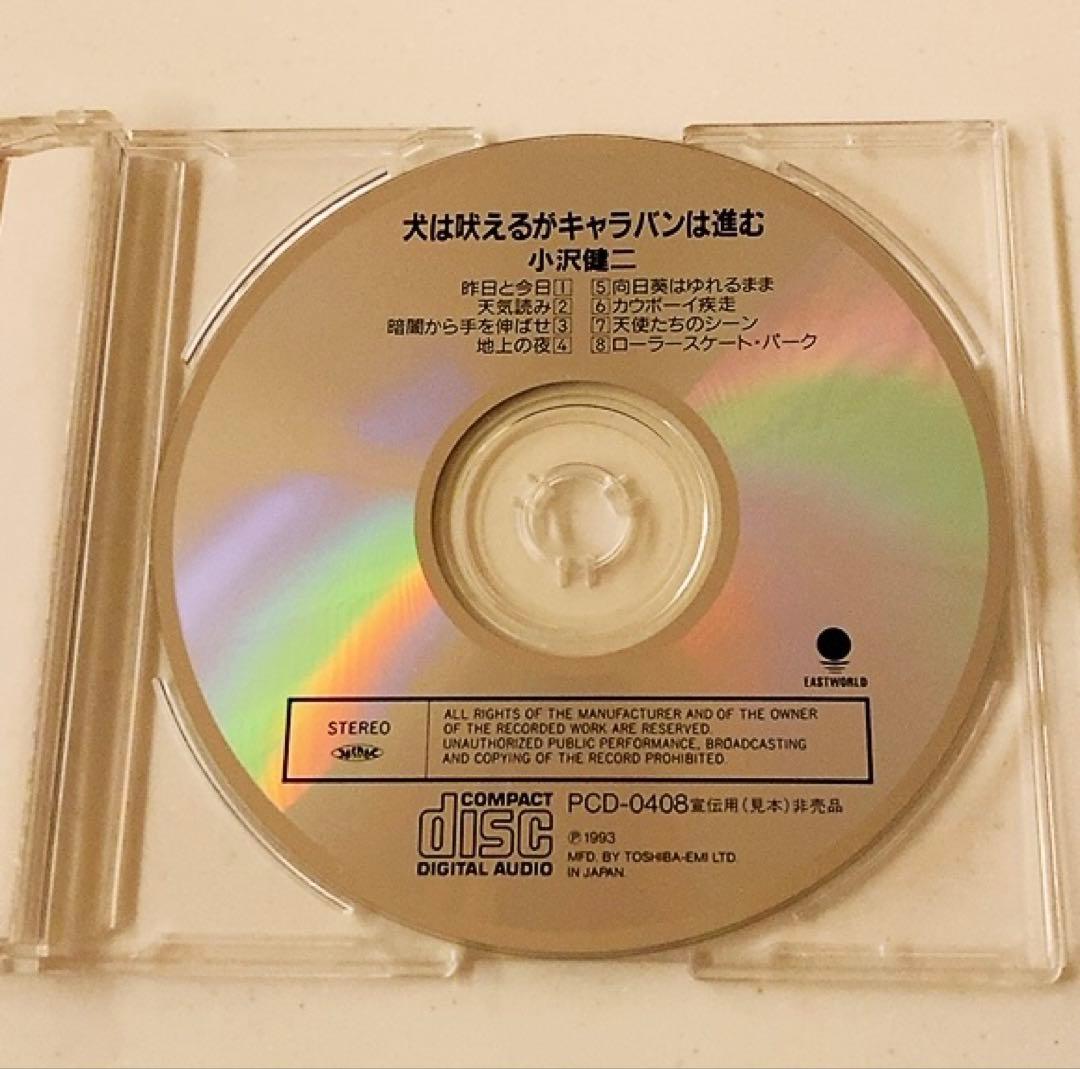 犬は吠えるがキャラバンは進む
小沢健二
昨日と今日1
天気読み2
暗闇から手を伸ばせ3
地上の夜4
5向日葵はゆれるまま
6カウボーイ疾走
7天使たちのシーン
8ローラースケート・パーク
EASTWORLD
STEREO
ALL RIGHTS OF THE MANUFACTURER AND OF THE OWNER
OF THE RECORDED WORK ARE RESERVED.
UNAUTHORIZED PUBLIC PERFORMANCE, BROADCASTING
AND COPYING OF THE RECORD PROHIBITED.
COMPACT
disc
DIGITAL AUDIO
PCD-0408宣伝用(見本)非売品
Ⓟ1993
MFD. BY TOSHIBA-EMI LTD.
IN JAPAN.